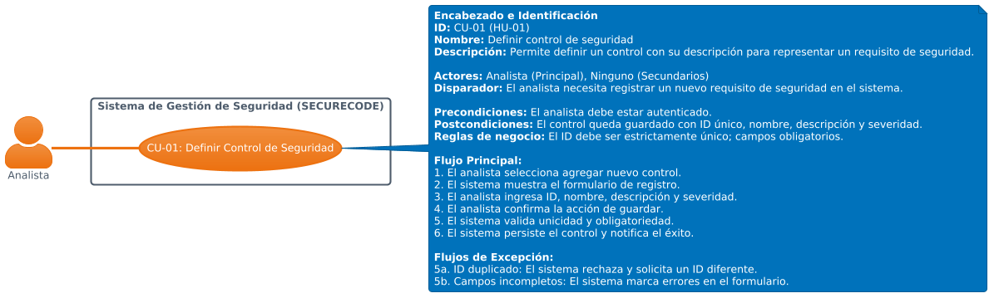 Encabezado e Identificación
ID: CU-01 (HU-01)
Nombre: Definir control de seguridad
Descripción: Permite definir un control con su descripción para representar un requisito de seguridad.
Actores: Analista (Principal), Ninguno (Secundarios)
Disparador: El analista necesita registrar un nuevo requisito de seguridad en el sistema.
Precondiciones: El analista debe estar autenticado.
Postcondiciones: El control queda guardado con ID único, nombre, descripción y severidad.
Reglas de negocio: El ID debe ser estrictamente único; campos obligatorios.
Flujo Principal:
1. El analista selecciona agregar nuevo control.
2. El sistema muestra el formulario de registro.
3. El analista ingresa ID, nombre, descripción y severidad.
4. El analista confirma la acción de guardar.
5. El sistema valida unicidad y obligatoriedad.
6. El sistema persiste el control y notifica el éxito.
Flujos de Excepción:
5a. ID duplicado: El sistema rechaza y solicita un ID diferente.
5b. Campos incompletos: El sistema marca errores en el formulario.
Sistema de Gestión de Seguridad (SECURECODE)
CU-01: Definir Control de Seguridad
Analista